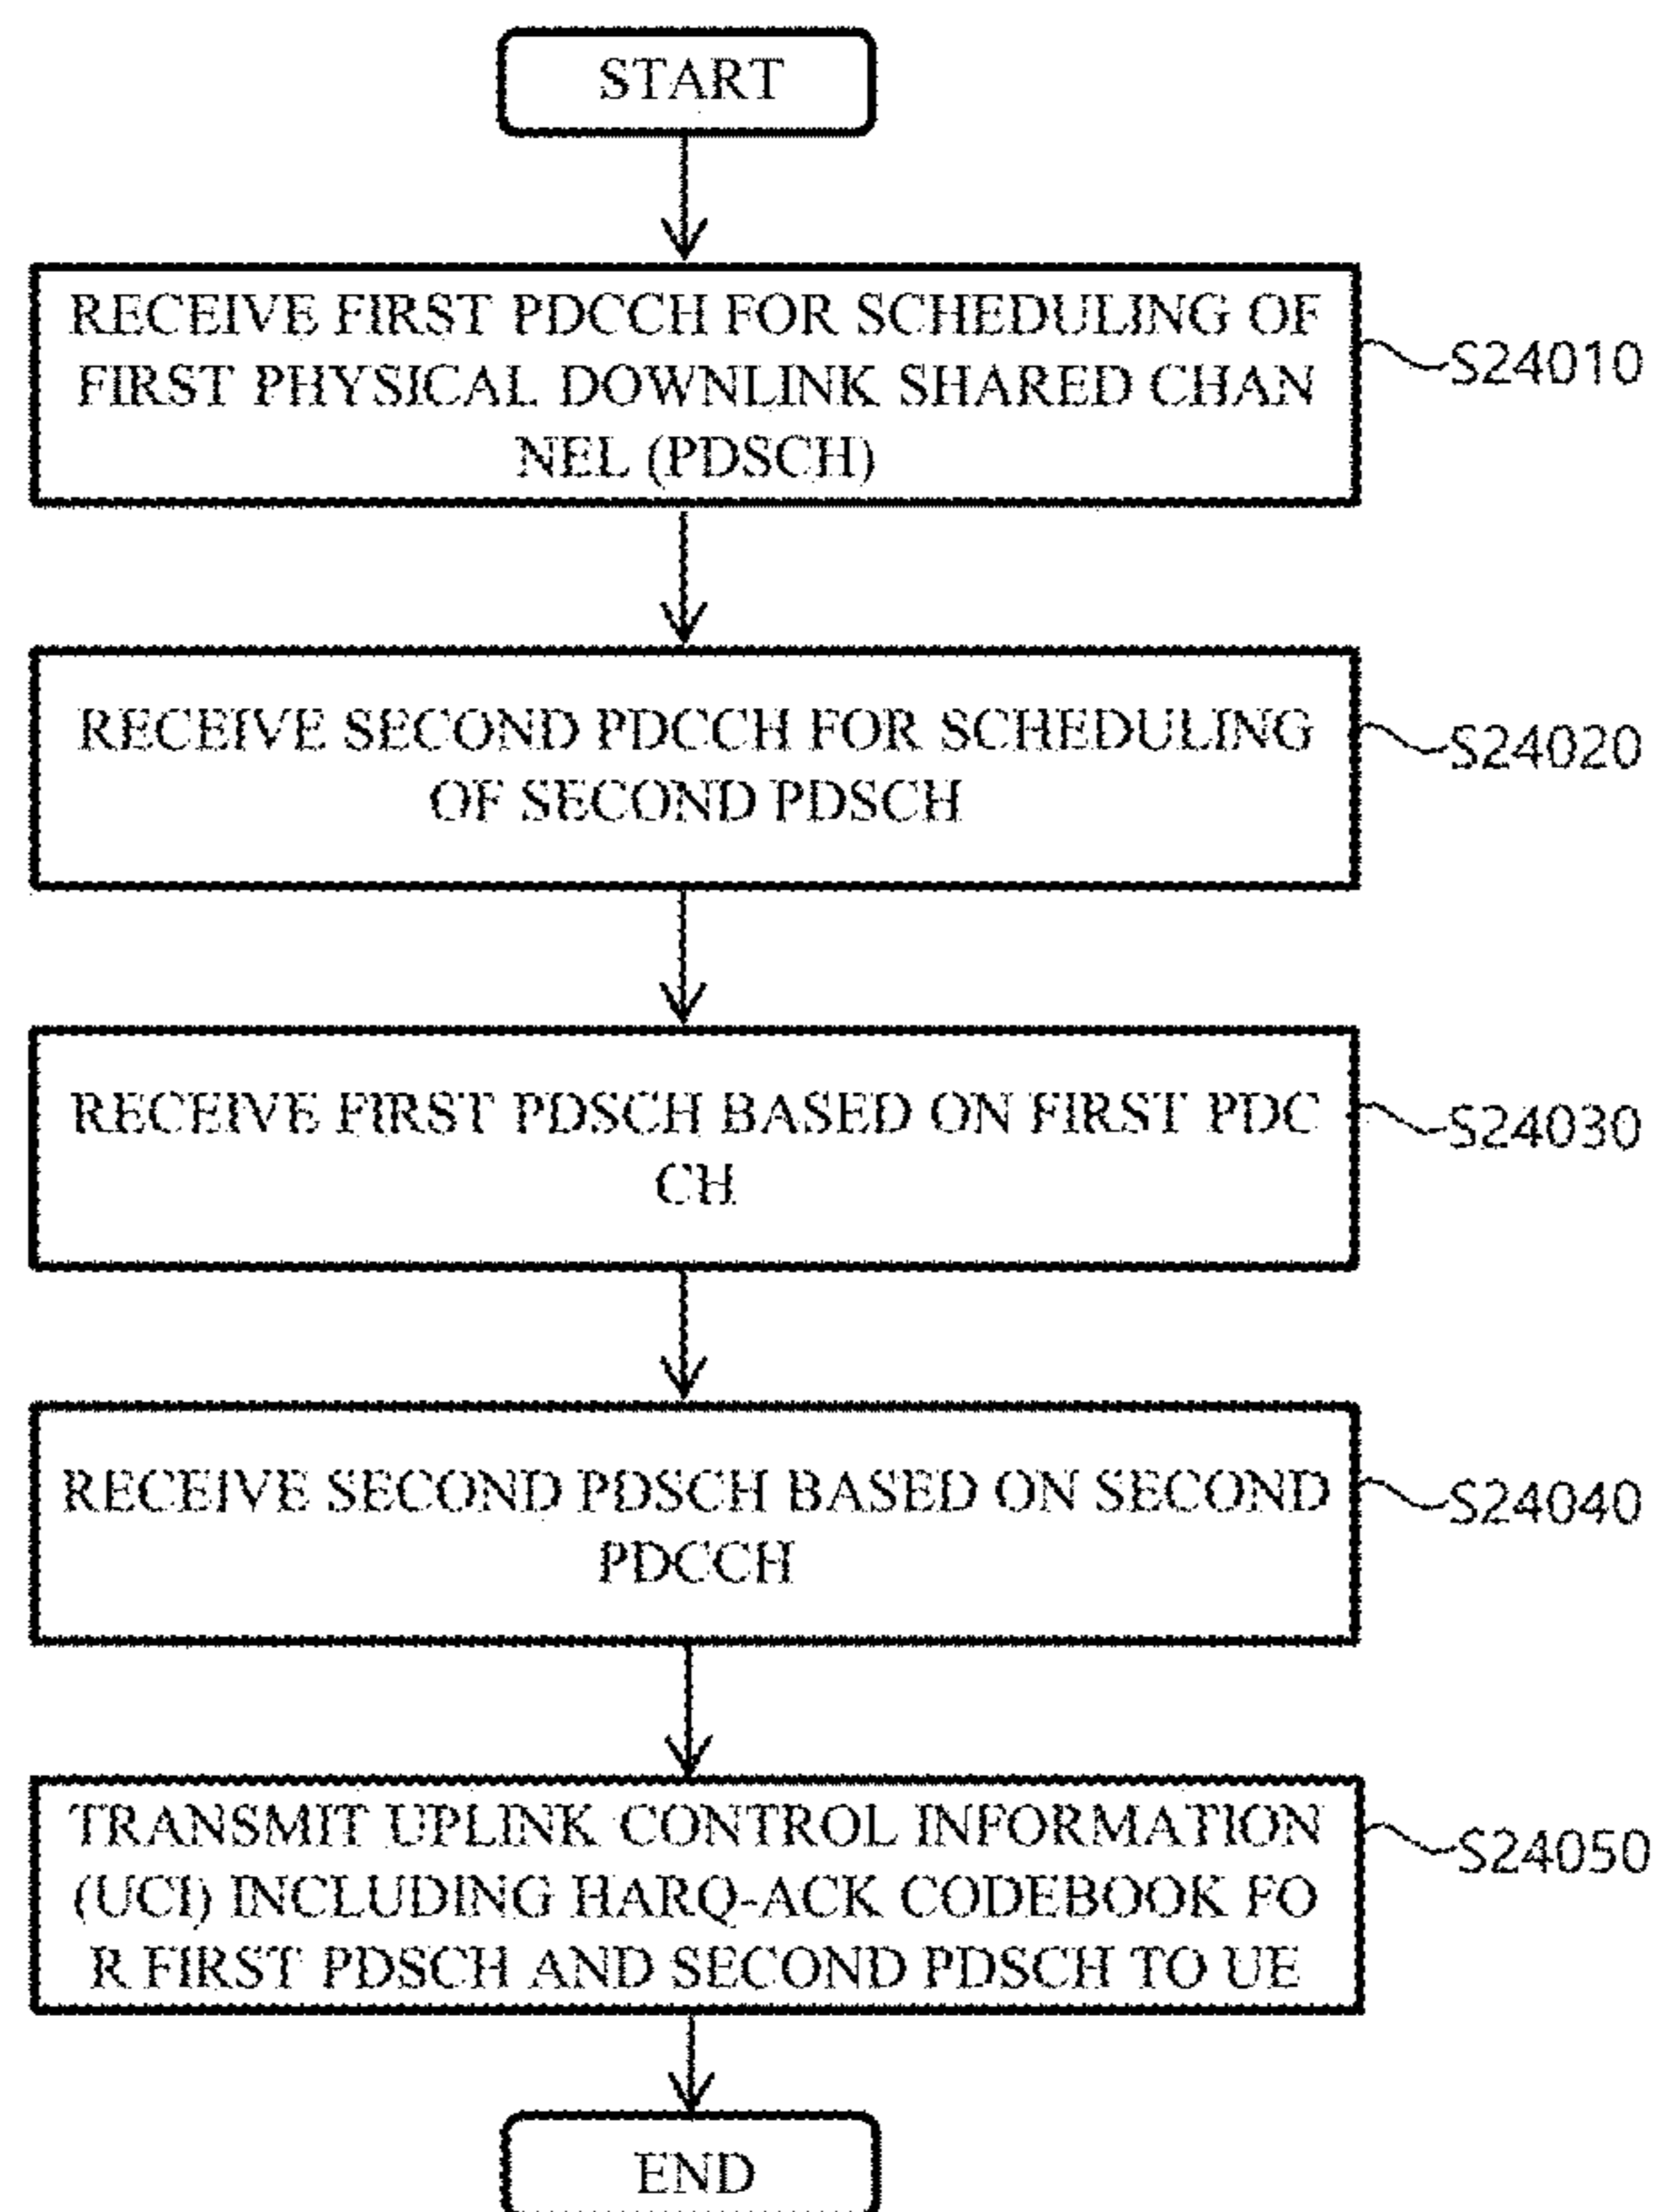 START
RECEIVE FIRST PDCCH FOR SCHEDULING OF
FIRST PHYSICAL DOWNLINK SHARED CHAN
NEL (PDSCH)
S24010
RECEIVE SECOND PDCCH FOR SCHEDULING
OF SECOND PDSCH
S24020
RECEIVE FIRST PDSCH BASED ON FIRST PDC
CH
S24030
RECEIVE SECOND PDSCH BASED ON SECOND
PDCCH
S24040
TRANSMIT UPLINK CONTROL INFORMATION
(UCI) INCLUDING HARQ-ACK CODEBOOK FO
R FIRST PDSCH AND SECOND PDSCH TO UE
S24050
END